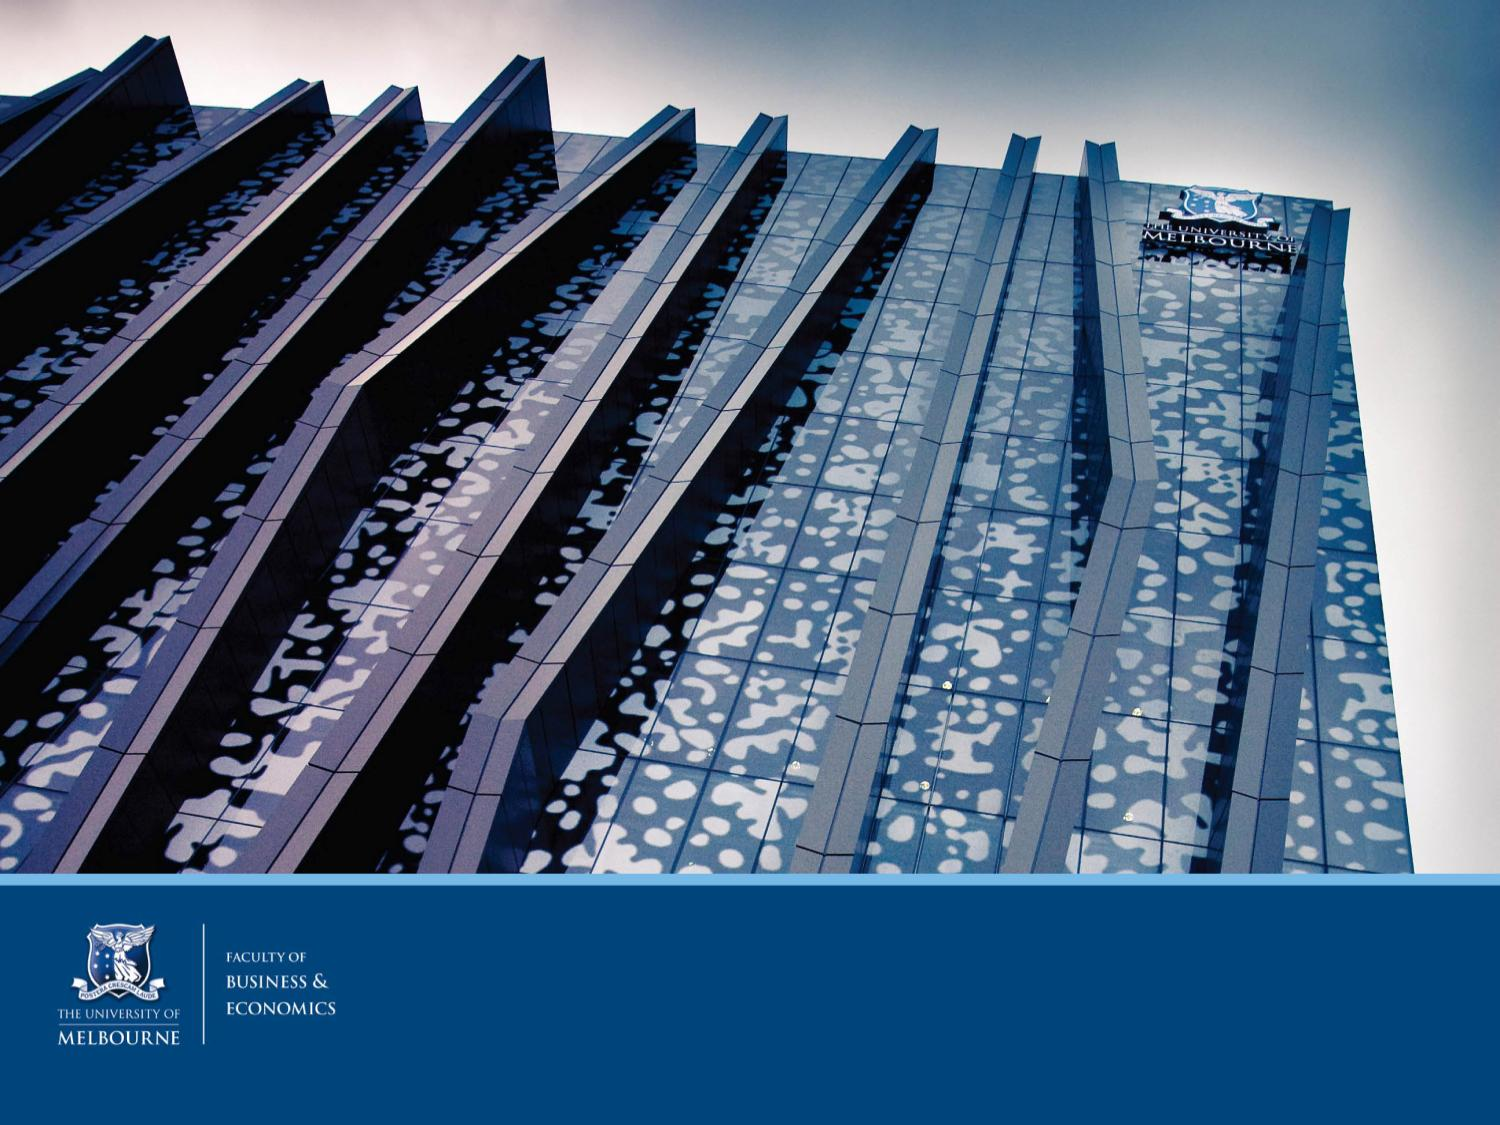 THE UNIVERSITY OF
MELBOURNE
POSTERA CRESCAM LAUDE
THE UNIVERSITY OF
MELBOURNE
FACULTY OF
BUSINESS &
ECONOMICS